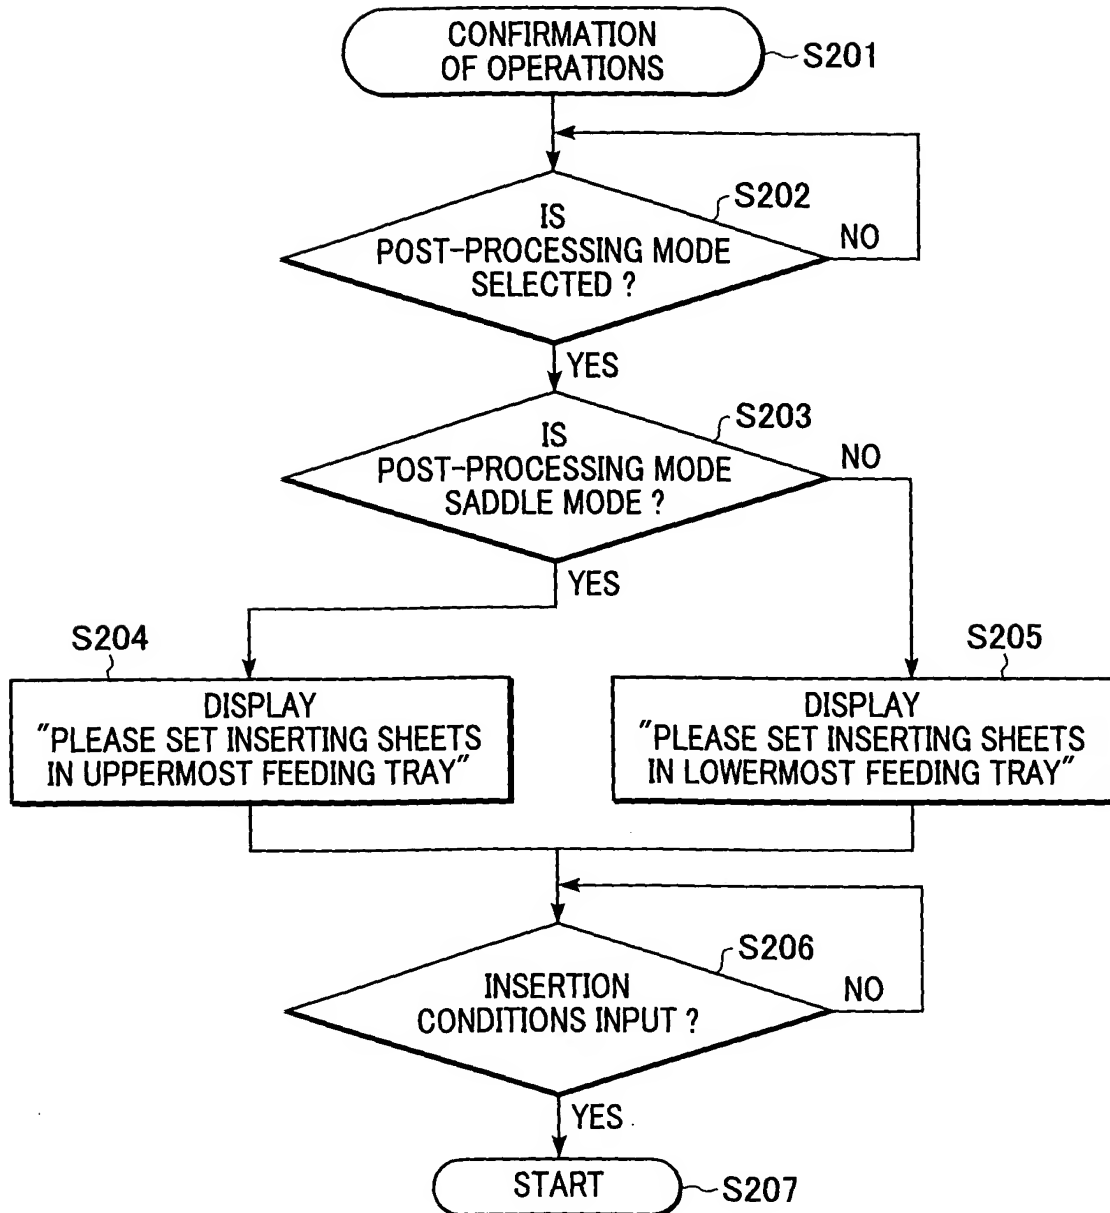 CONFIRMATION
OF OPERATIONS
S201
S202
IS
POST-PROCESSING MODE
SELECTED ?
NO
YES
S203
IS
POST-PROCESSING MODE
SADDLE MODE ?
NO
YES
S204
DISPLAY
"PLEASE SET INSERTING SHEETS
IN UPPERMOST FEEDING TRAY"
S205
DISPLAY
"PLEASE SET INSERTING SHEETS
IN LOWERMOST FEEDING TRAY"
S206
INSERTION
CONDITIONS INPUT ?
NO
YES
START
S207